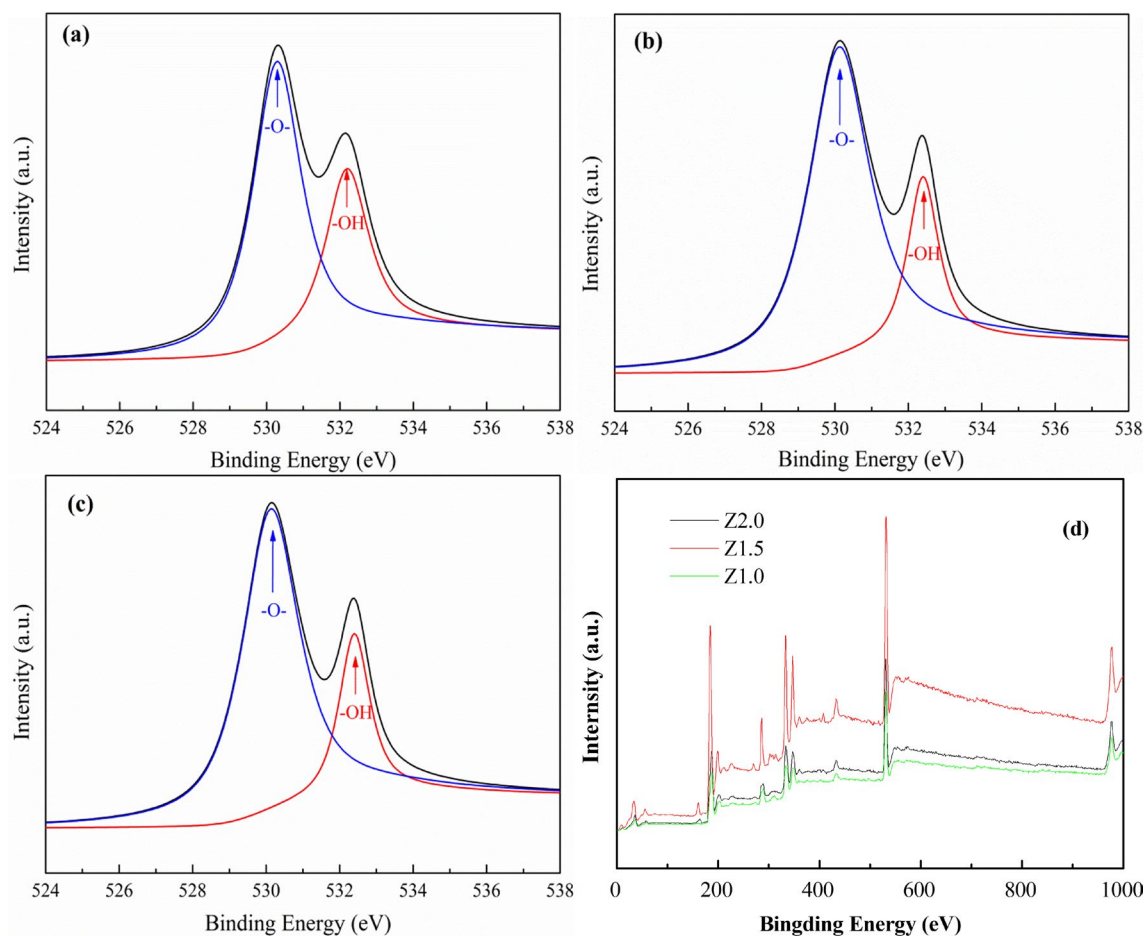 (a)
-O-
-OH
Intensity (a.u.)
524 526 528 530 532 534 536 538
Binding Energy (eV)
(b)
-O-
-OH
Intensity (a.u.)
524 526 528 530 532 534 536 538
Binding Energy (eV)
(c)
-O-
-OH
Intensity (a.u.)
524 526 528 530 532 534 536 538
Binding Energy (eV)
(d)
Z2.0
Z1.5
Z1.0
Internsity (a.u.)
0 200 400 600 800 1000
Bingding Energy (eV)